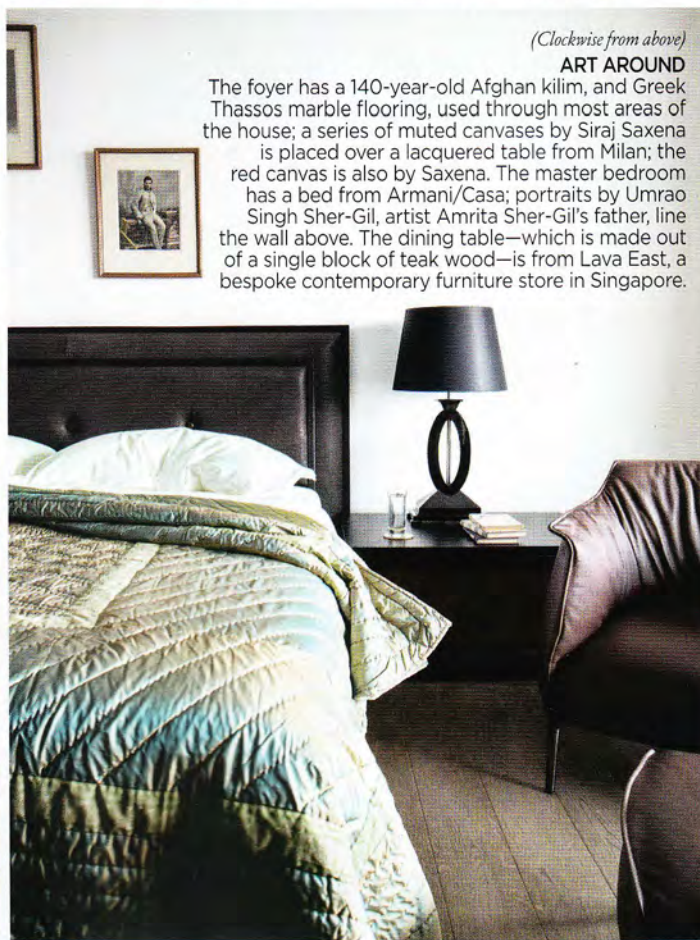 (Clockwise from above)
ART AROUND
The foyer has a 140-year-old Afghan kilim, and Greek
Thassos marble flooring, used through most areas of
the house; a series of muted canvases by Siraj Saxena
is placed over a lacquered table from Milan; the
red canvas is also by Saxena. The master bedroom
has a bed from Armani/Casa; portraits by Umrao
Singh Sher-Gil, artist Amrita Sher-Gil's father, line
the wall above. The dining table—which is made out
of a single block of teak wood—is from Lava East, a
bespoke contemporary furniture store in Singapore.